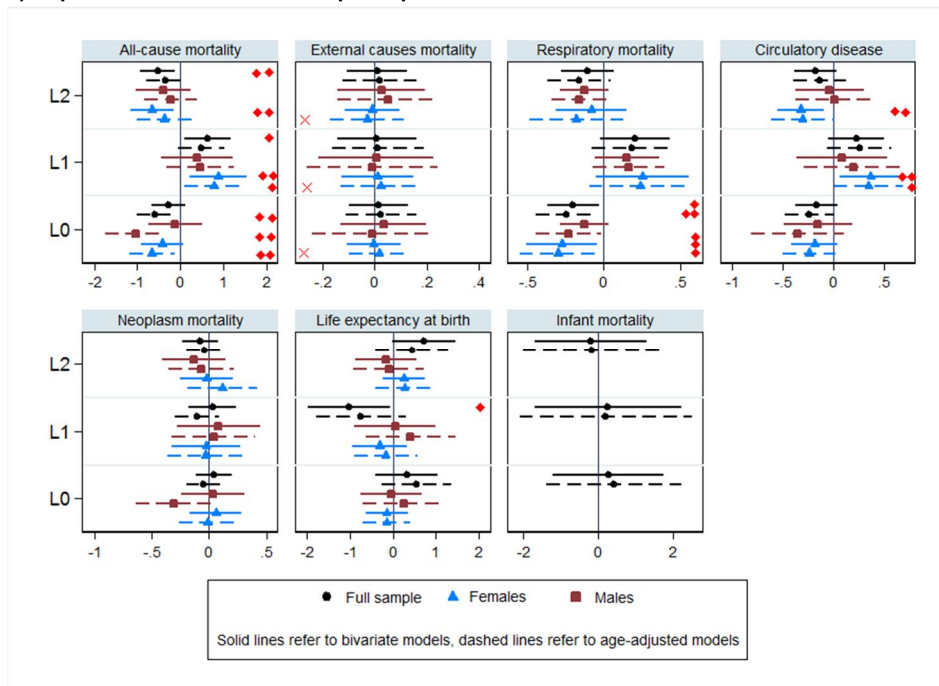 All-cause mortality
External causes mortality
Respiratory mortality
Circulatory disease
L2
L1
L0
-2 -1 0 1 2
-.2 0 .2 .4
-.5 0 .5
-1 -.5 0 .5
Neoplasm mortality
Life expectancy at birth
Infant mortality
L2
L1
L0
-1 -.5 0 .5
-2 -1 0 1 2
-2 0 2
Full sample Females Males
Solid lines refer to bivariate models, dashed lines refer to age-adjusted models